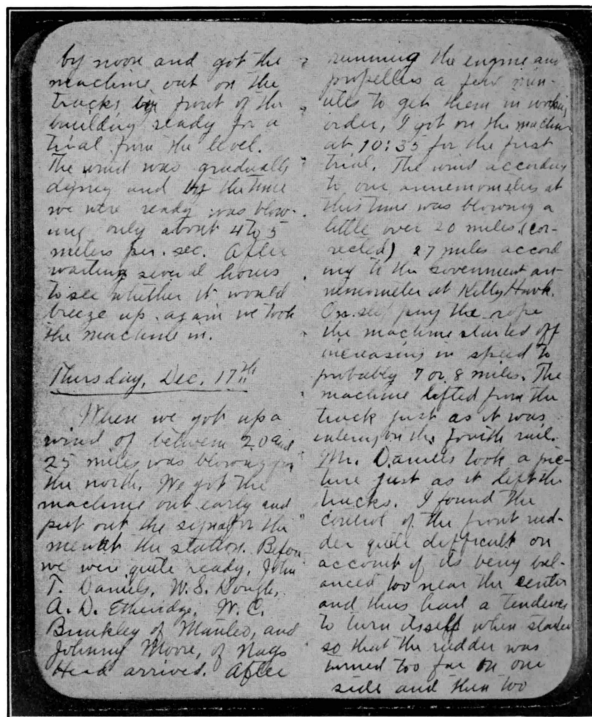 by noon and got the
machine out on the
tracks in front of the
building ready for a
trial from the level.
The wind was gradually
dying and by the time
we were ready was blow-
ing only about 4 to 5
meters per. sec. After
waiting several hours
to see whether it would
breeze up again we took
the machine in.
Thursday, Dec. 17th
When we got up a
wind of between 20 and
25 miles was blowing from
the north. We got the
machine out early and
put out the signal for the
men at the station. Before
we were quite ready, John
T. Daniels, W. S. Dough,
A. D. Etheridge, W. C.
Brinkley of Manteo, and
Johnny Moore, of Nags
Head arrived. After
running the engine and
propellers a few min-
utes to get them in working
order, I got on the machine
at 10:35 for the first
trial. The wind according
to our annemometers at
this time was blowing a
little over 20 miles (cor-
rected) 27 miles accord
ing to the Government an-
nemometer at Kitty Hawk.
On slipping the rope
the machine started off
increasing in speed to
probably 7 or 8 miles. The
machine lifted from the
truck just as it was
entering on the fourth rail.
Mr. Daniels took a pic-
ture just as it left the
tracks. I found the
control of the front rud-
der quite difficult on
account of its being bal-
anced too near the center
and thus had a tendency
to turn itself when started
so that the rudder was
turned too far on one
side and then too